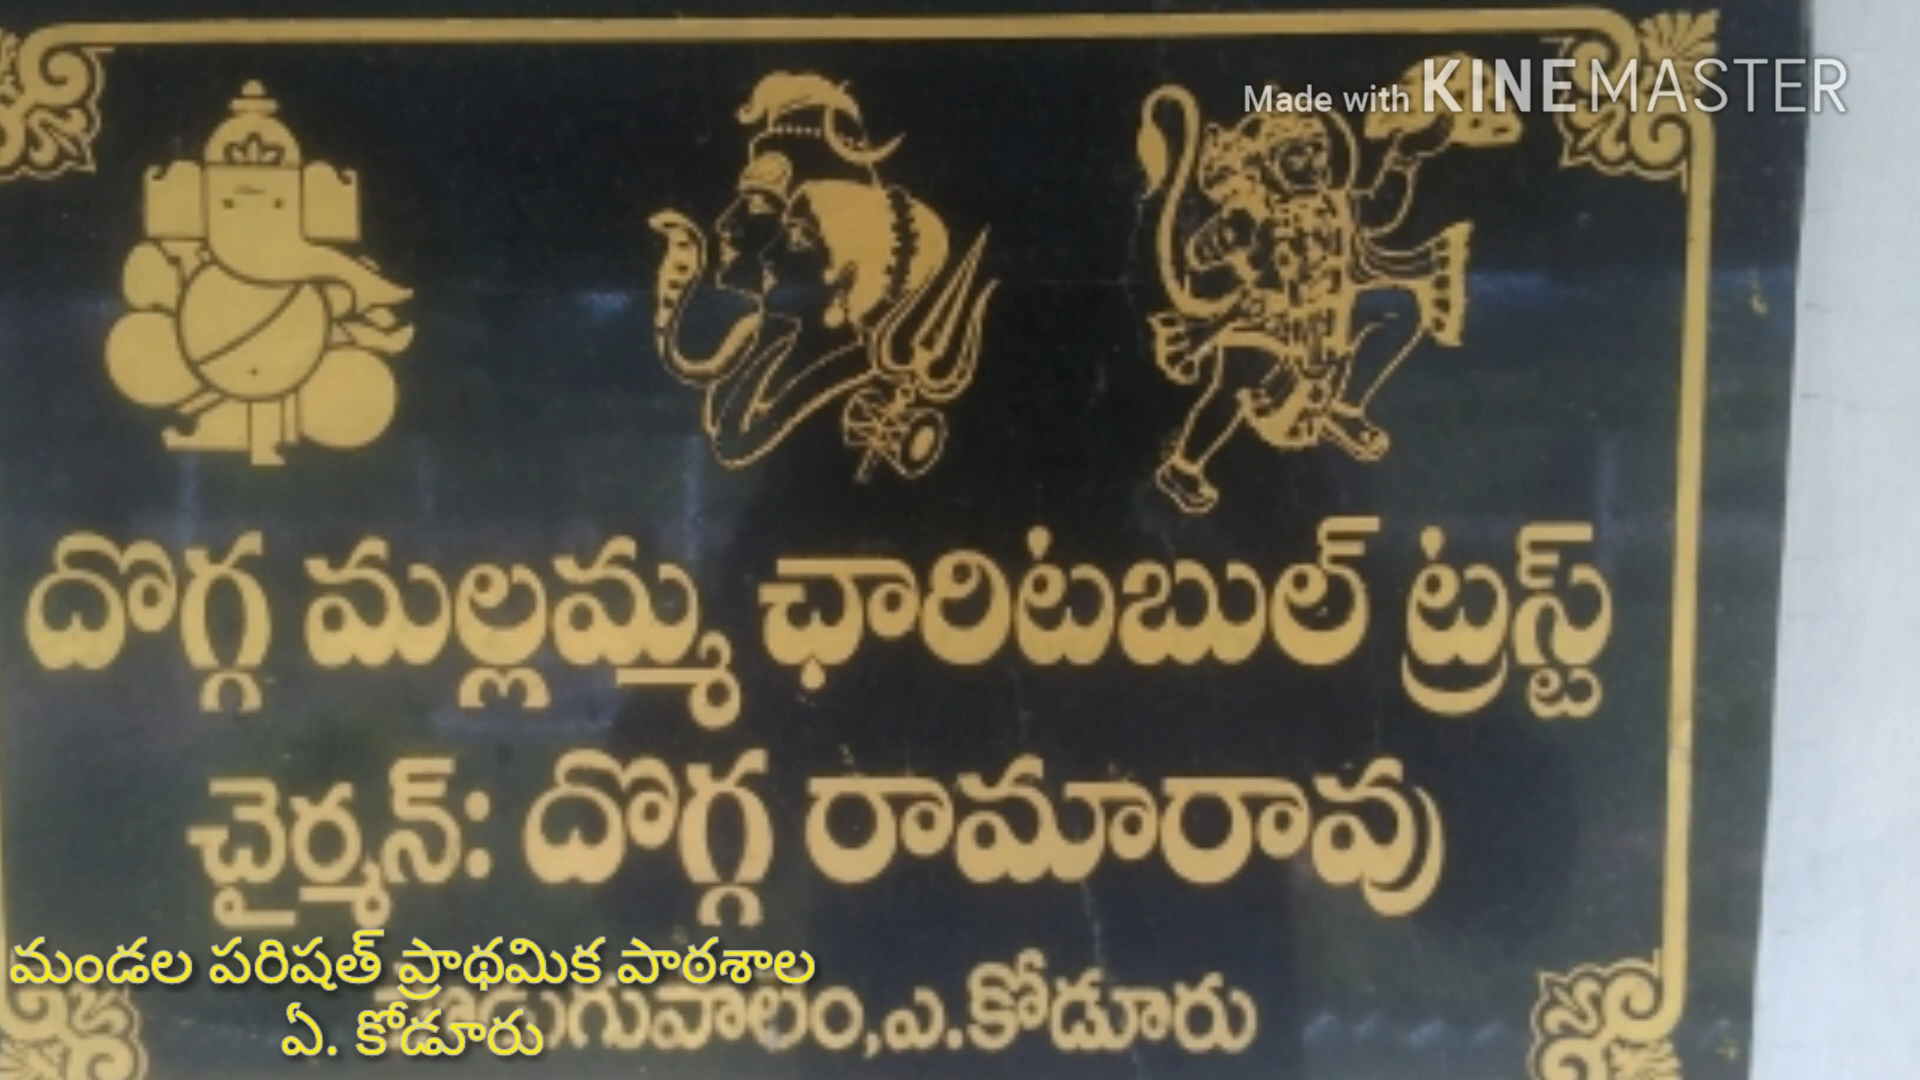 Made with KINEMASTER
దొగ్గ మల్లమ్మ ఛారిటబుల్ ట్రస్ట్
ఛైర్మన్: దొగ్గ రామారావు
ఎ.కోడూరు
మండల పరిషత్ ప్రాథమిక పాఠశాల
ఏ. కోడూరు